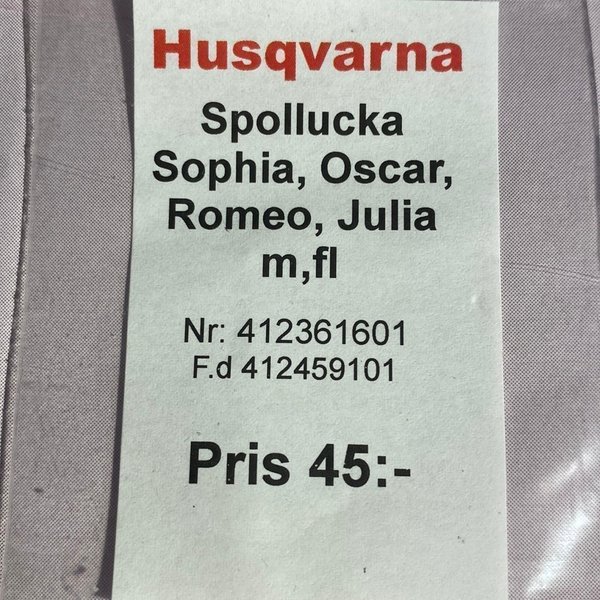 Husqvarna
Spollucka
Sophia, Oscar,
Romeo, Julia
m,fl
Nr: 412361601
F.d 412459101
Pris 45:-